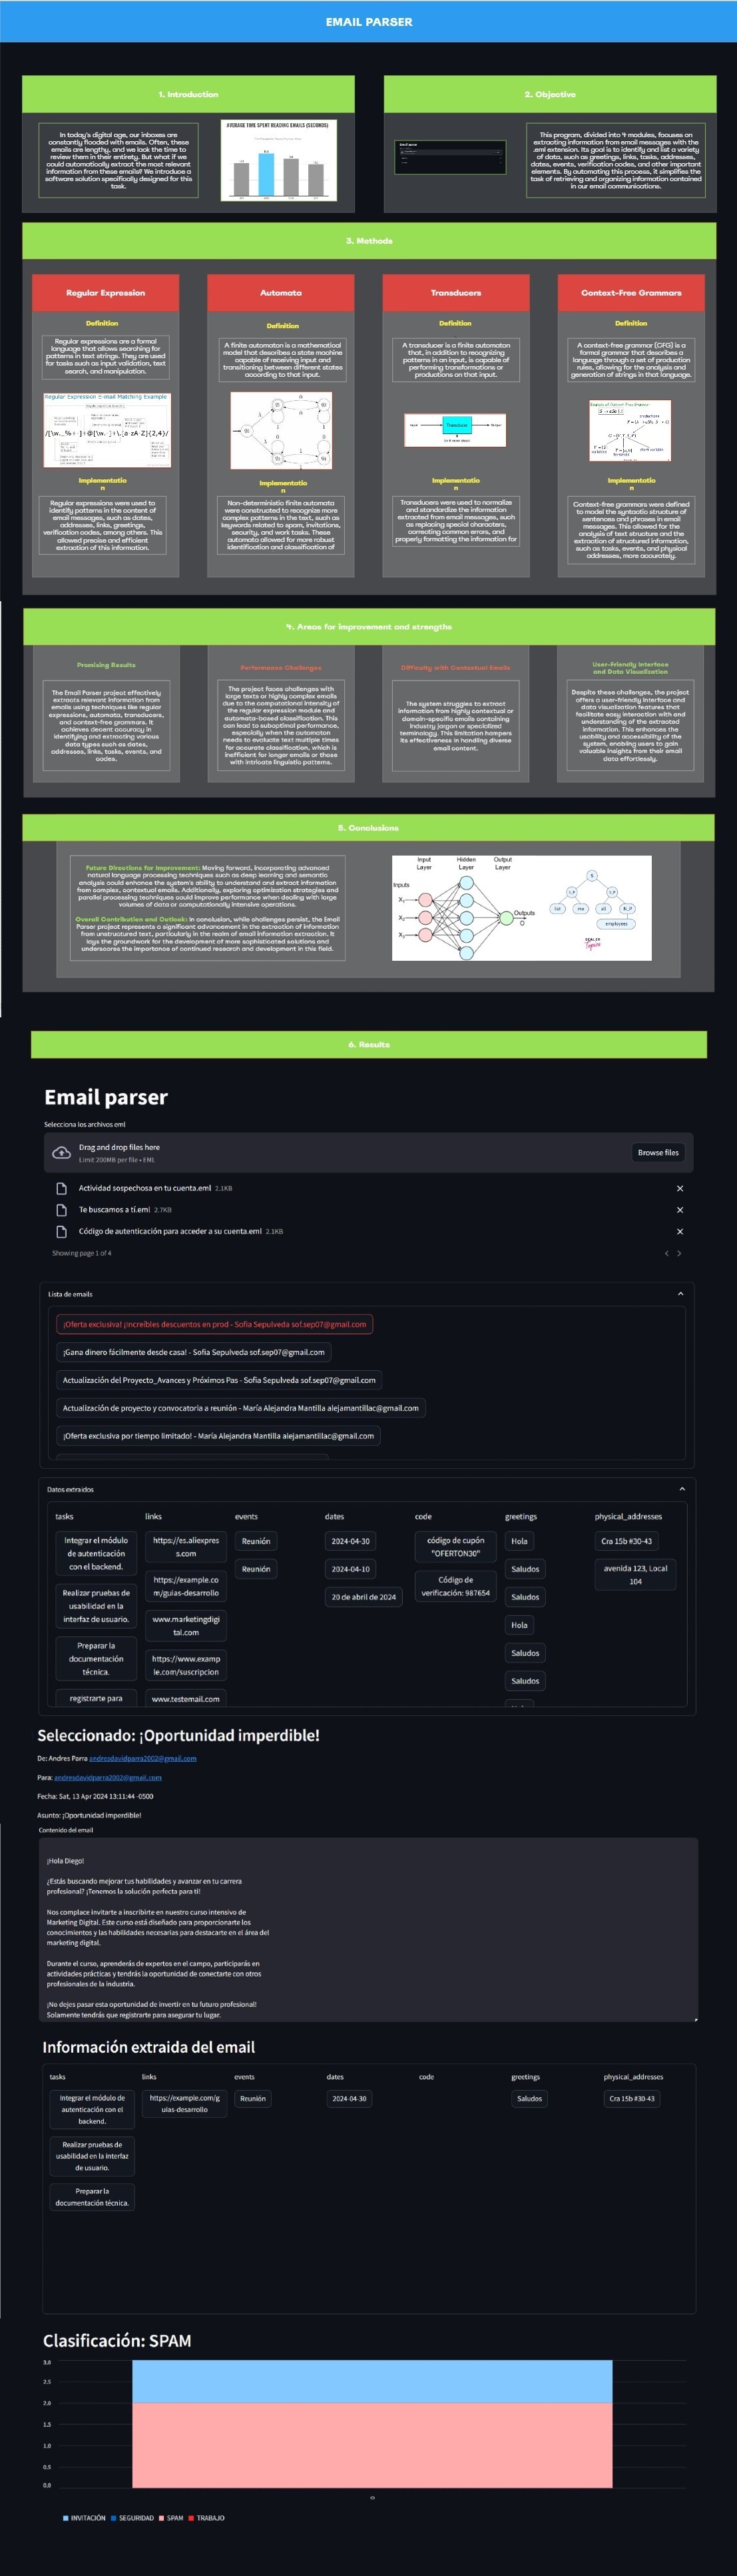 EMAIL PARSER
1. Introduction
In today's digital age, our inboxes are
constantly flooded with emails. Often, these
emails are lengthy, and we lack the time to
review them in their entirety. But what if we
could automatically extract the most relevant
information from these emails? We introduce a
software solution specifically designed for this
task.
AVERAGE TIME SPENT READING EMAILS (SECONDS)
2. Objective
This program, divided into 4 modules, focuses on
extracting information from email messages with the
.eml extension. Its goal is to identify and list a variety
of data, such as greetings, links, tasks, addresses,
dates, events, verification codes, and other important
elements. By automating this process, it simplifies the
task of retrieving and organizing information contained
in our email communications.
3. Methods
Regular Expression
Definition
Regular expressions are a formal
language that allows searching for
patterns in text strings. They are used
for tasks such as input validation, text
search, and manipulation.
Regular Expression E-mail Matching Example
Implementatio
n
Regular expressions were used to
identify patterns in the content of
email messages, such as dates,
addresses, links, greetings,
verification codes, among others. This
allowed precise and efficient
extraction of this information.
Automata
Definition
A finite automaton is a mathematical
model that describes a state machine
capable of receiving input and
transitioning between different states
according to that input.
Implementatio
n
Non-deterministic finite automata
were constructed to recognize more
complex patterns in the text, such as
keywords related to spam, invitations,
security, and work tasks. These
automata allowed for more robust
identification and classification of
Transducers
Definition
A transducer is a finite automaton
that, in addition to recognizing
patterns in an input, is capable of
performing transformations or
productions on that input.
Input
Transducer
Output
Implementatio
n
Transducers were used to normalize
and standardize the information
extracted from email messages, such
as replacing special characters,
correcting common errors, and
properly formatting the information for
Context-Free Grammars
Definition
A context-free grammar (CFG) is a
formal grammar that describes a
language through a set of production
rules, allowing for the analysis and
generation of strings in that language.
Implementatio
n
Context-free grammars were defined
to model the syntactic structure of
sentences and phrases in email
messages. This allowed for the
analysis of text structure and the
extraction of structured information,
such as tasks, events, and physical
addresses, more accurately.
4. Areas for improvement and strengths
Promising Results
The Email Parser project effectively
extracts relevant information from
emails using techniques like regular
expressions, automata, transducers,
and context-free grammars. It
achieves decent accuracy in
identifying and extracting various
data types such as dates,
addresses, links, tasks, events, and
codes.
Performance Challenges
The project faces challenges with
large texts or highly complex emails
due to the computational intensity of
the regular expression module and
automata-based classification. This
can lead to suboptimal performance,
especially when the automaton
needs to evaluate text multiple times
for accurate classification, which is
inefficient for longer emails or those
with intricate linguistic patterns.
Difficulty with Contextual Emails
The system struggles to extract
information from highly contextual or
domain-specific emails containing
industry jargon or specialized
terminology. This limitation hampers
its effectiveness in handling diverse
email content.
User-Friendly Interface
and Data Visualization
Despite these challenges, the project
offers a user-friendly interface and
data visualization features that
facilitate easy interaction with and
understanding of the extracted
information. This enhances the
usability and accessibility of the
system, enabling users to gain
valuable insights from their email
data effortlessly.
5. Conclusions
Future Directions for Improvement: Moving forward, incorporating advanced
natural language processing techniques such as deep learning and semantic
analysis could enhance the system's ability to understand and extract information
from complex, contextual emails. Additionally, exploring optimization strategies and
parallel processing techniques could improve performance when dealing with large
volumes of data or computationally intensive operations.
Overall Contribution and Outlook: In conclusion, while challenges persist, the Email
Parser project represents a significant advancement in the extraction of information
from unstructured text, particularly in the realm of email information extraction. It
lays the groundwork for the development of more sophisticated solutions and
underscores the importance of continued research and development in this field.
Input Layer
Hidden Layer
Output Layer
Inputs
X₁
X₂
X₃
Outputs
O
S
list
me
all
N_P
employees
6. Results
Email parser
Selecciona los archivos eml
Drag and drop files here
Limit 200MB per file • EML
Browse files
Actividad sospechosa en tu cuenta.eml 2.1KB
Te buscamos a tí.eml 2.7KB
Código de autenticación para acceder a su cuenta.eml 2.1KB
Showing page 1 of 4
Lista de emails
¡Oferta exclusiva! ¡Increíbles descuentos en prod - Sofia Sepulveda sof.sep07@gmail.com
¡Gana dinero fácilmente desde casa! - Sofia Sepulveda sof.sep07@gmail.com
Actualización del Proyecto_Avances y Próximos Pas - Sofia Sepulveda sof.sep07@gmail.com
Actualización de proyecto y convocatoria a reunión - María Alejandra Mantilla alejamantillac@gmail.com
¡Oferta exclusiva por tiempo limitado! - María Alejandra Mantilla alejamantillac@gmail.com
Datos extraidos
tasks links events dates code greetings physical_addresses
Integrar el módulo
de autenticación
con el backend.
Realizar pruebas de
usabilidad en la
interfaz de usuario.
Preparar la
documentación
técnica.
registrarte para
https://es.aliexpres
s.com
https://example.co
m/guias-desarrollo
www.marketingdigi
tal.com
https://www.examp
le.com/suscripcion
www.testemail.com
Reunión
Reunión
2024-04-30
2024-04-10
20 de abril de 2024
código de cupón
"OFERTON30"
Código de
verificación: 987654
Hola
Saludos
Saludos
Hola
Saludos
Saludos
Cra 15b #30-43
avenida 123, Local
104
Seleccionado: ¡Oportunidad imperdible!
De: Andres Parra andresdavidparra2002@gmail.com
Para: andresdavidparra2002@gmail.com
Fecha: Sat, 13 Apr 2024 13:11:44 -0500
Asunto: ¡Oportunidad imperdible!
Contenido del email
¡Hola Diego!
¿Estás buscando mejorar tus habilidades y avanzar en tu carrera
profesional? ¡Tenemos la solución perfecta para ti!
Nos complace invitarte a inscribirte en nuestro curso intensivo de
Marketing Digital. Este curso está diseñado para proporcionarte los
conocimientos y las habilidades necesarias para destacarte en el área del
marketing digital.
Durante el curso, aprenderás de expertos en el campo, participarás en
actividades prácticas y tendrás la oportunidad de conectarte con otros
profesionales de la industria.
¡No dejes pasar esta oportunidad de invertir en tu futuro profesional!
Solamente tendrás que registrarte para asegurar tu lugar.
Información extraida del email
tasks links events dates code greetings physical_addresses
Integrar el módulo de
autenticación con el
backend.
Realizar pruebas de
usabilidad en la interfaz
de usuario.
Preparar la
documentación técnica.
https://example.com/g
uias-desarrollo
Reunión
2024-04-30
Saludos
Cra 15b #30-43
Clasificación: SPAM
3.0
2.5
2.0
1.5
1.0
0.5
0.0
0
INVITACIÓN SEGURIDAD SPAM TRABAJO